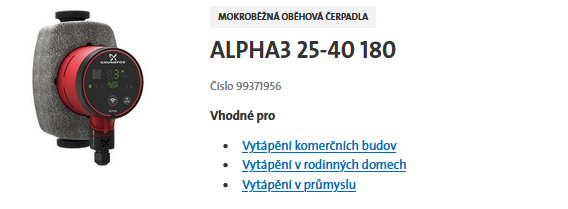 MOKROBĚŽNÁ OBĚHOVÁ ČERPADLA
ALPHA3 25-40 180
Číslo 99371956
Vhodné pro
Vytápění komerčních budov
Vytápění v rodinných domech
Vytápění v průmyslu
GRUNDFOS